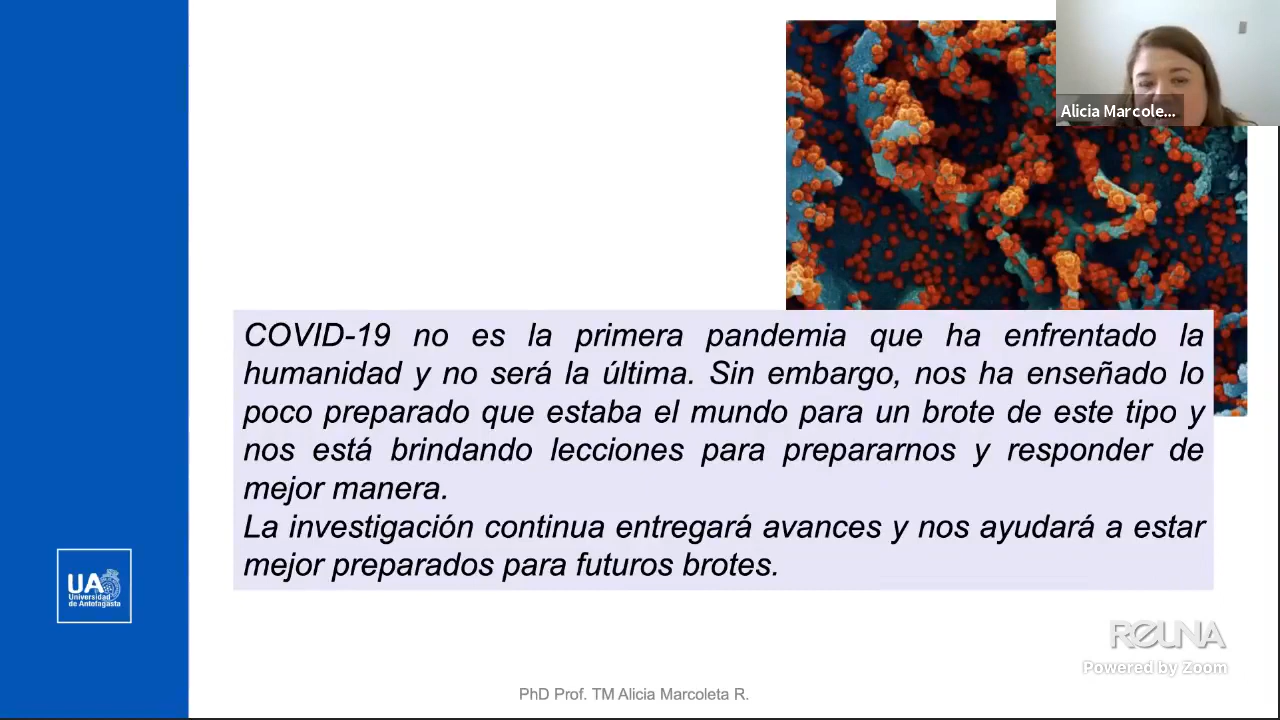 Alicia Marcole...
COVID-19 no es la primera pandemia que ha enfrentado la
humanidad y no será la última. Sin embargo, nos ha enseñado lo
poco preparado que estaba el mundo para un brote de este tipo y
nos está brindando lecciones para prepararnos y responder de
mejor manera.
La investigación continua entregará avances y nos ayudará a estar
mejor preparados para futuros brotes.
UA
Universidad
de Antofagasta
REUNA
Powered by Zoom
PhD Prof. TM Alicia Marcoleta R.